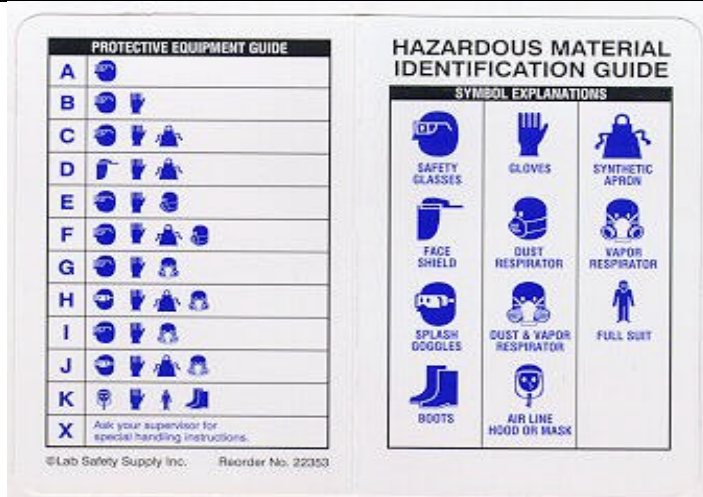 PROTECTIVE EQUIPMENT GUIDE
A
B
C
D
E
F
G
H
I
J
K
X Ask your supervisor for
special handling instructions.
©Lab Safety Supply Inc. Reorder No. 22353
HAZARDOUS MATERIAL
IDENTIFICATION GUIDE
SYMBOL EXPLANATIONS
SAFETY
GLASSES
GLOVES
SYNTHETIC
APRON
FACE
SHIELD
DUST
RESPIRATOR
VAPOR
RESPIRATOR
SPLASH
GOGGLES
DUST & VAPOR
RESPIRATOR
FULL SUIT
BOOTS
AIR LINE
HOOD OR MASK